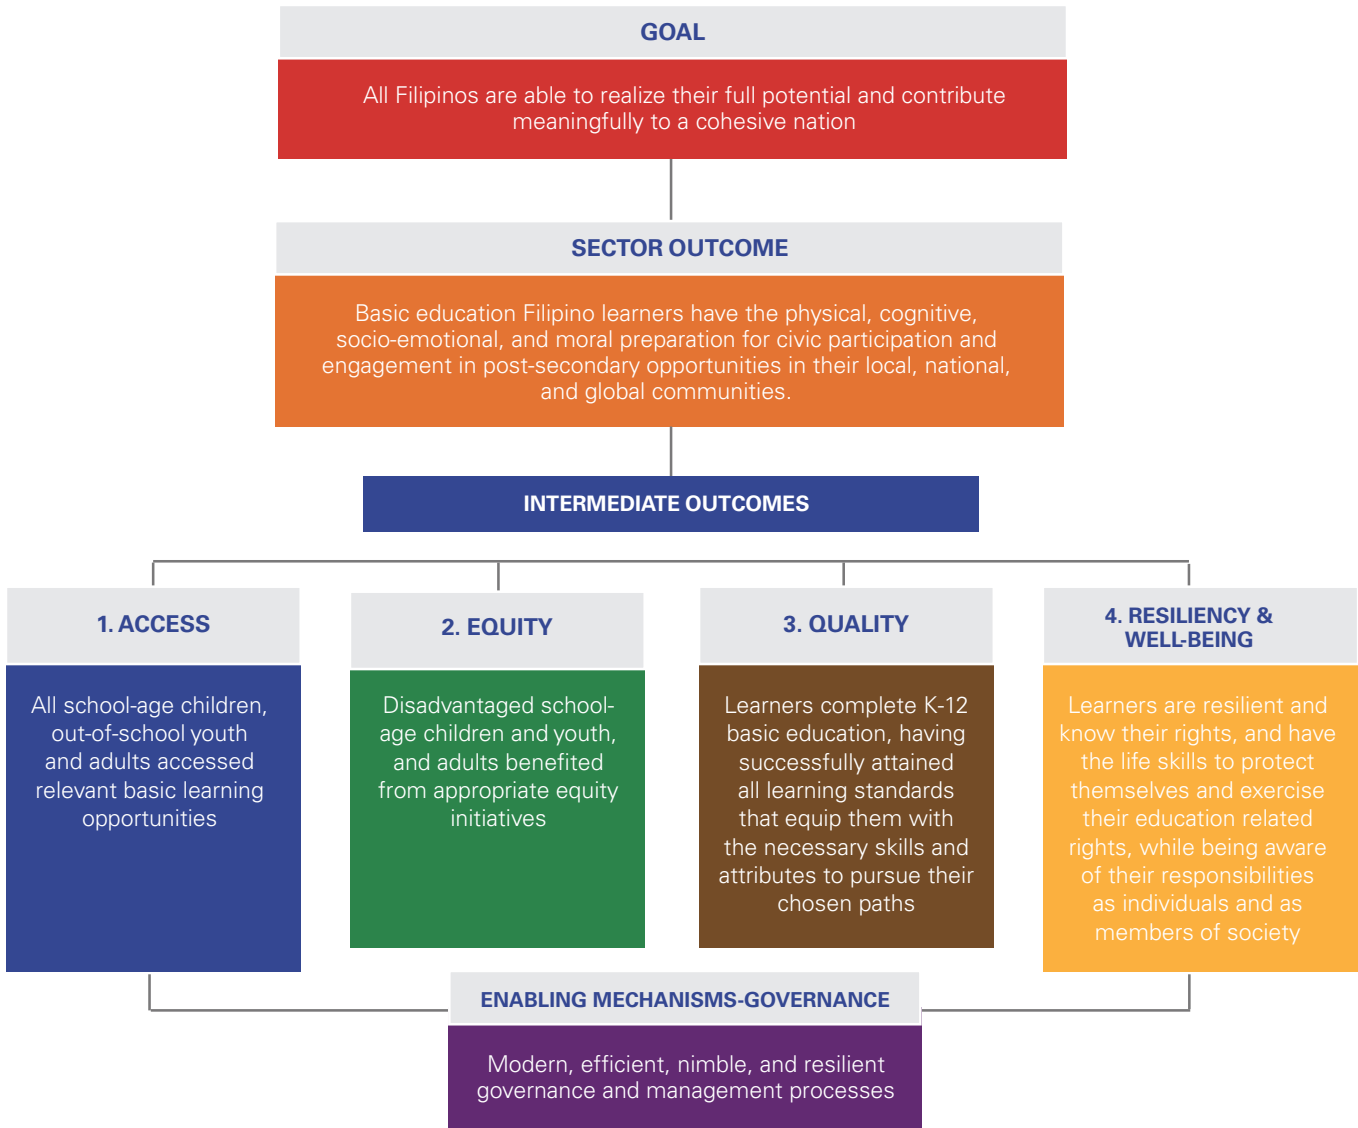 GOAL
All Filipinos are able to realize their full potential and contribute
meaningfully to a cohesive nation
SECTOR OUTCOME
Basic education Filipino learners have the physical, cognitive,
socio-emotional, and moral preparation for civic participation and
engagement in post-secondary opportunities in their local, national,
and global communities.
INTERMEDIATE OUTCOMES
1. ACCESS
All school-age children,
out-of-school youth
and adults accessed
relevant basic learning
opportunities
2. EQUITY
Disadvantaged school-
age children and youth,
and adults benefited
from appropriate equity
initiatives
3. QUALITY
Learners complete K-12
basic education, having
successfully attained
all learning standards
that equip them with
the necessary skills and
attributes to pursue their
chosen paths
4. RESILIENCY &
WELL-BEING
Learners are resilient and
know their rights, and have
the life skills to protect
themselves and exercise
their education related
rights, while being aware
of their responsibilities
as individuals and as
members of society
ENABLING MECHANISMS-GOVERNANCE
Modern, efficient, nimble, and resilient
governance and management processes